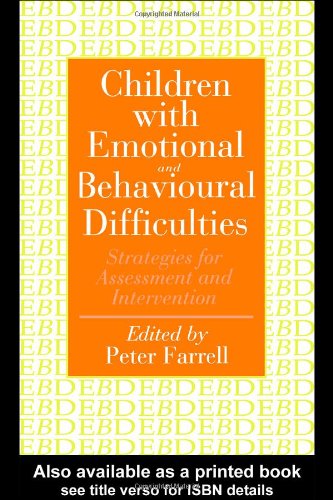 Children
with
Emotional
and
Behavioural
Difficulties
Strategies for
Assessment and
Intervention
Edited by
Peter Farrell
Also available as a printed book
see title verso for ISBN details